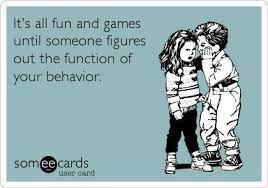 It's all fun and games
until someone figures
out the function of
your behavior.
someecards
user card